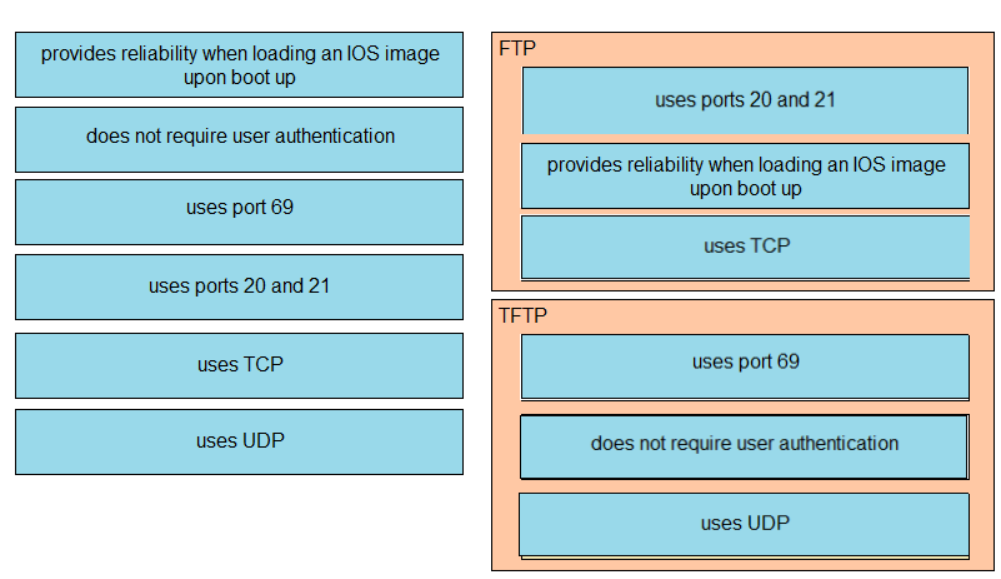 provides reliability when loading an IOS image
upon boot up
does not require user authentication
uses port 69
uses ports 20 and 21
uses TCP
uses UDP
FTP
uses ports 20 and 21
provides reliability when loading an IOS image
upon boot up
uses TCP
TFTP
uses port 69
does not require user authentication
uses UDP